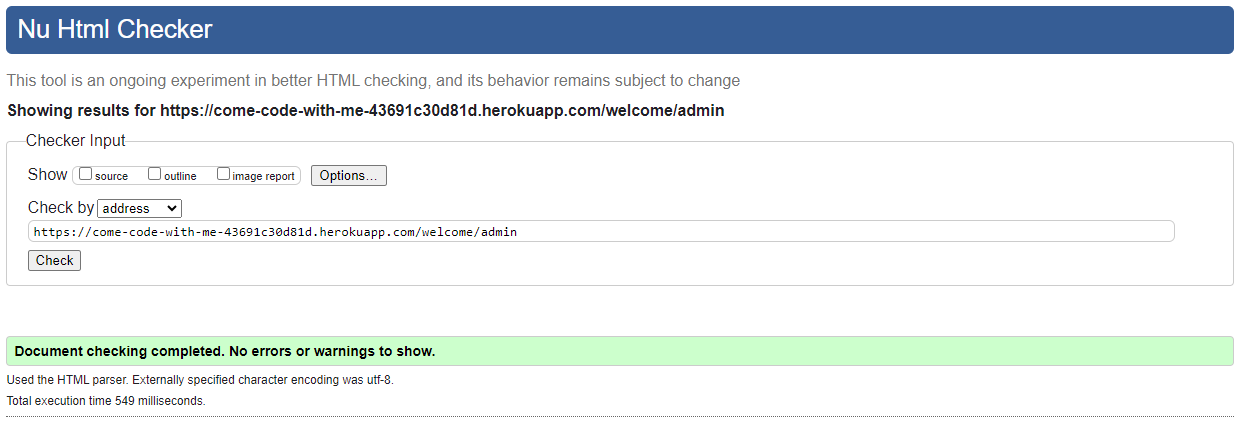 Nu Html Checker
This tool is an ongoing experiment in better HTML checking, and its behavior remains subject to change
Showing results for https://come-code-with-me-43691c30d81d.herokuapp.com/welcome/admin
Checker Input
Show source outline image report Options...
Check by address
https://come-code-with-me-43691c30d81d.herokuapp.com/welcome/admin
Check
Document checking completed. No errors or warnings to show.
Used the HTML parser. Externally specified character encoding was utf-8.
Total execution time 549 milliseconds.